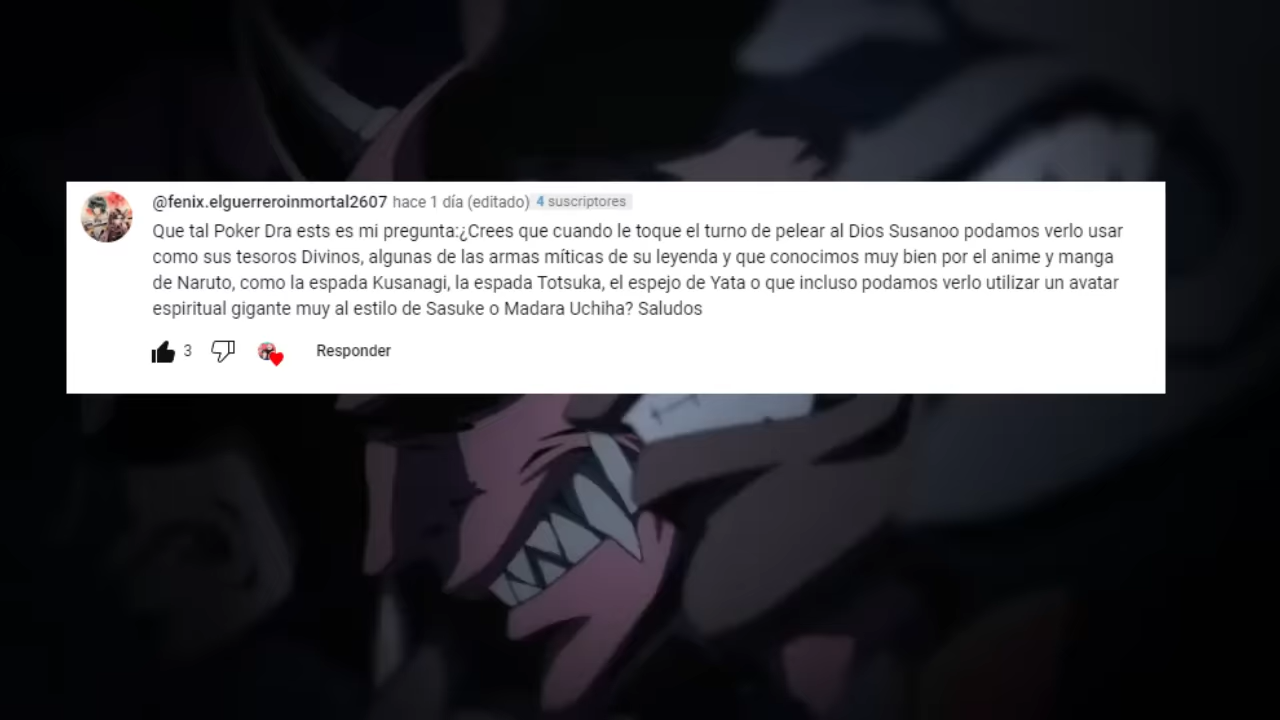 @fenix.elguerreroinmortal2607 hace 1 día (editado) 4 suscriptores
Que tal Poker Dra ests es mi pregunta:¿Crees que cuando le toque el turno de pelear al Dios Susanoo podamos verlo usar
como sus tesoros Divinos, algunas de las armas míticas de su leyenda y que conocimos muy bien por el anime y manga
de Naruto, como la espada Kusanagi, la espada Totsuka, el espejo de Yata o que incluso podamos verlo utilizar un avatar
espiritual gigante muy al estilo de Sasuke o Madara Uchiha? Saludos
3 Responder